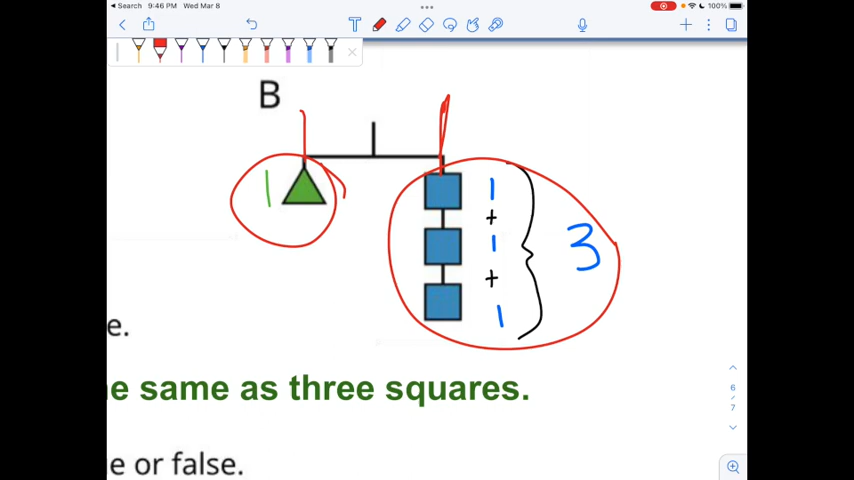 Search 9:46 PM Wed Mar 8
T
B
1
1
+
1
3
+
1
e.
e same as three squares.
6
/
7
e or false.